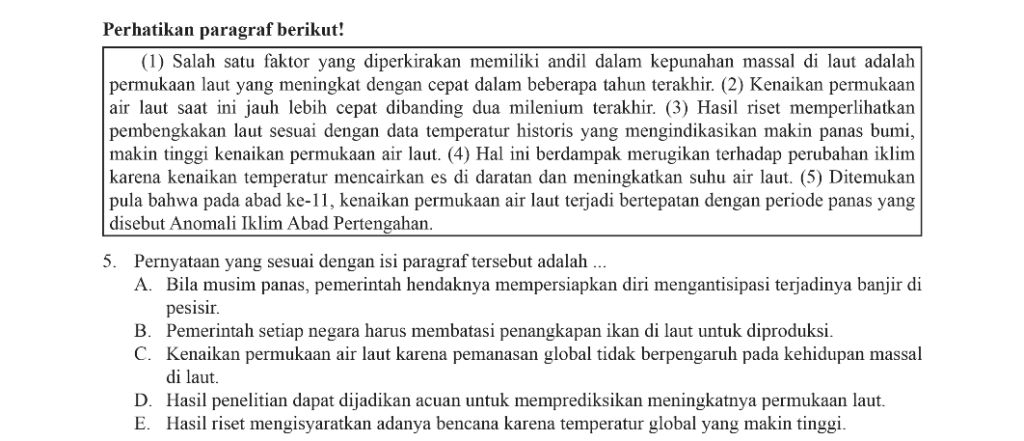 Perhatikan paragraf berikut!
(1) Salah satu faktor yang diperkirakan memiliki andil dalam kepunahan massal di laut adalah
permukaan laut yang meningkat dengan cepat dalam beberapa tahun terakhir. (2) Kenaikan permukaan
air laut saat ini jauh lebih cepat dibanding dua milenium terakhir. (3) Hasil riset memperlihatkan
pembengkakan laut sesuai dengan data temperatur historis yang mengindikasikan makin panas bumi,
makin tinggi kenaikan permukaan air laut. (4) Hal ini berdampak merugikan terhadap perubahan iklim
karena kenaikan temperatur mencairkan es di daratan dan meningkatkan suhu air laut. (5) Ditemukan
pula bahwa pada abad ke-11, kenaikan permukaan air laut terjadi bertepatan dengan periode panas yang
disebut Anomali Iklim Abad Pertengahan.
5. Pernyataan yang sesuai dengan isi paragraf tersebut adalah ...
A. Bila musim panas, pemerintah hendaknya mempersiapkan diri mengantisipasi terjadinya banjir di
pesisir.
B. Pemerintah setiap negara harus membatasi penangkapan ikan di laut untuk diproduksi.
C. Kenaikan permukaan air laut karena pemanasan global tidak berpengaruh pada kehidupan massal
di laut.
D. Hasil penelitian dapat dijadikan acuan untuk memprediksikan meningkatnya permukaan laut.
E. Hasil riset mengisyaratkan adanya bencana karena temperatur global yang makin tinggi.